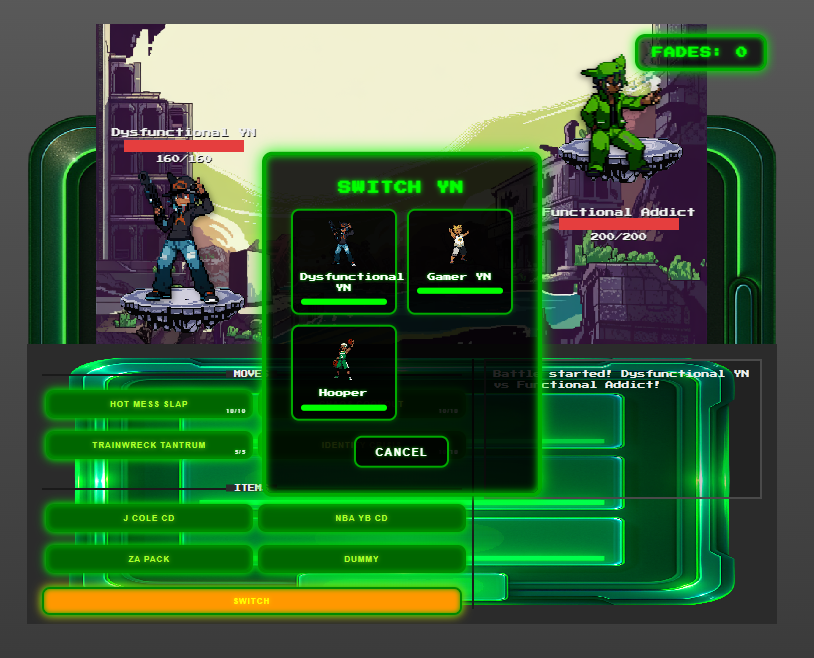 FADES: 0
Dysfunctional YN
160/160
SWITCH YN
Functional Addict
200/200
Dysfunctional
YN
Gamer YN
Hooper
CANCEL
MOVE
HOT MESS SLAP
10/10
TRAINWRECK TANTRUM
5/5
Battle started! Dysfunctional YN
vs Functional Addict!
ITEM
J COLE CD
NBA YB CD
ZA PACK
DUMMY
SWITCH